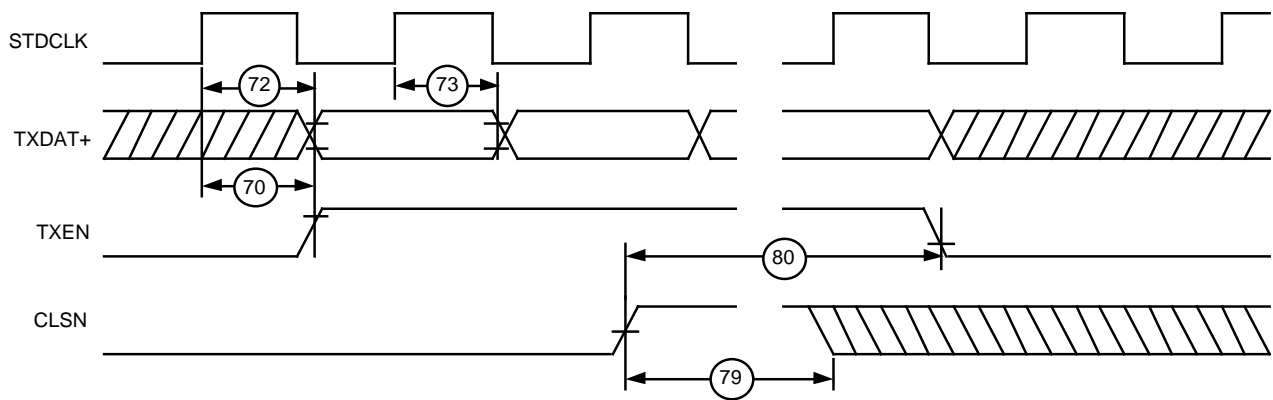 STDCLK
72
73
TXDAT+
70
TXEN
80
CLSN
79